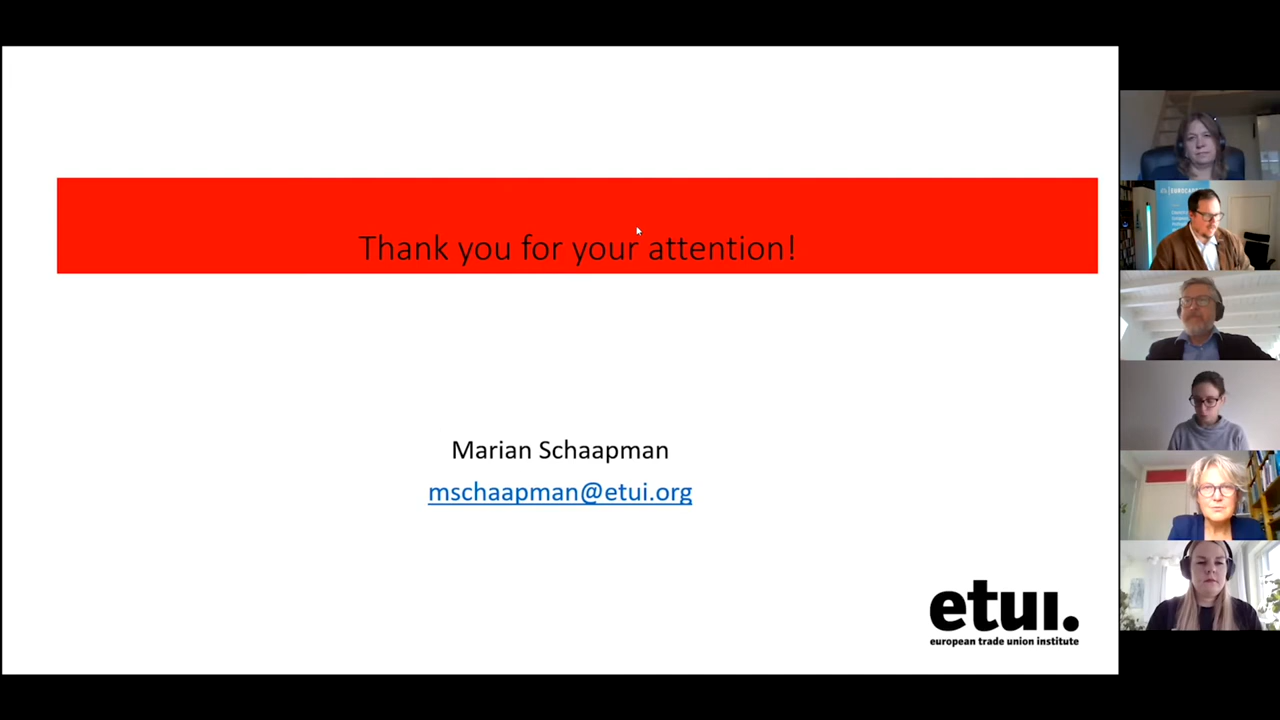 Thank you for your attention!
Marian Schaapman
mschaapman@etui.org
etui.
european trade union institute